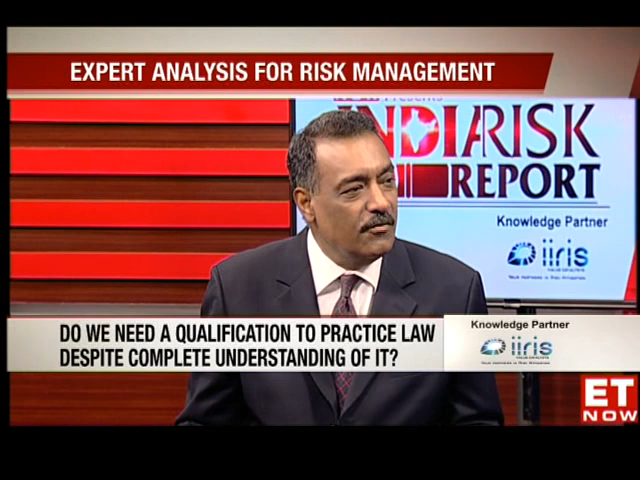 EXPERT ANALYSIS FOR RISK MANAGEMENT
Presents
INDIA RISK
REPORT
Knowledge Partner
iiris
DO WE NEED A QUALIFICATION TO PRACTICE LAW
DESPITE COMPLETE UNDERSTANDING OF IT?
Knowledge Partner
iiris
ET
NOW